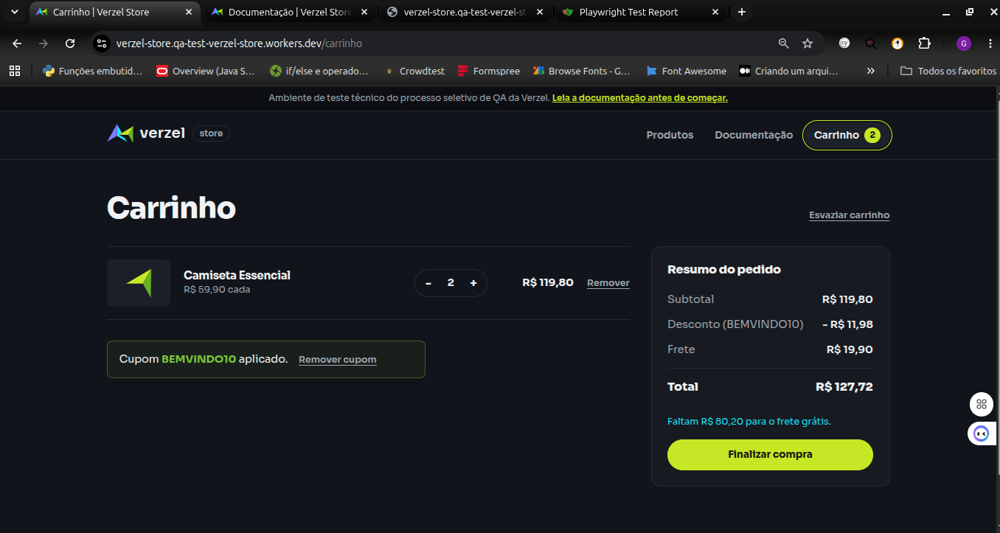 Carrinho | Verzel Store
Documentação | Verzel Store
verzel-store.qa-test-verzel-st
Playwright Test Report
verzel-store.qa-test-verzel-store.workers.dev/carrinho
G
Funções embutid...
Overview (Java S...
if/else e operado...
Crowdtest
Formspree
Browse Fonts - G...
Font Awesome
Criando um arqui...
Todos os favoritos
Ambiente de teste técnico do processo seletivo de QA da Verzel. Leia a documentação antes de começar.
verzel store
Produtos
Documentação
Carrinho 2
Carrinho
Esvaziar carrinho
Camiseta Essencial
R$ 59,90 cada
- 2 +
R$ 119,80
Remover
Cupom BEMVINDO10 aplicado. Remover cupom
Resumo do pedido
Subtotal R$ 119,80
Desconto (BEMVINDO10) - R$ 11,98
Frete R$ 19,90
Total R$ 127,72
Faltam R$ 80,20 para o frete grátis.
Finalizar compra